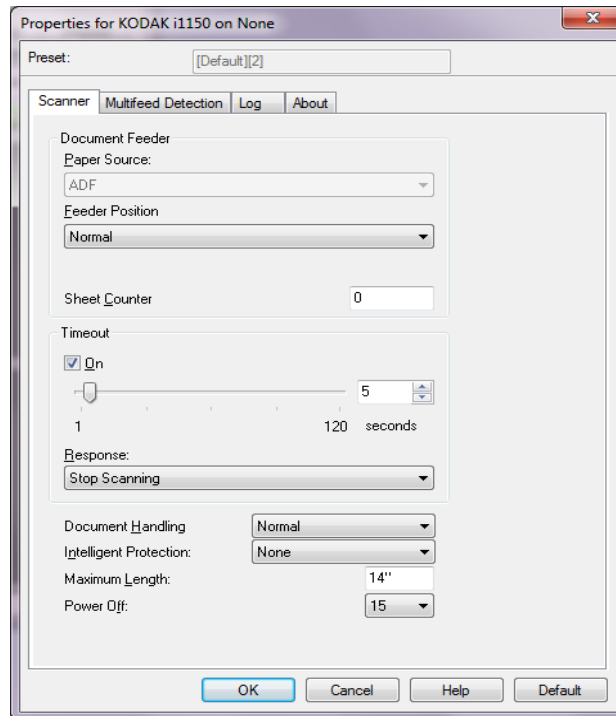 Properties for KODAK i1150 on None
Preset: [Default][2]
Scanner Multifeed Detection Log About
Document Feeder
Paper Source:
ADF
Feeder Position
Normal
Sheet Counter 0
Timeout
On
5
1 120 seconds
Response:
Stop Scanning
Document Handling Normal
Intelligent Protection: None
Maximum Length: 14"
Power Off: 15
OK Cancel Help Default